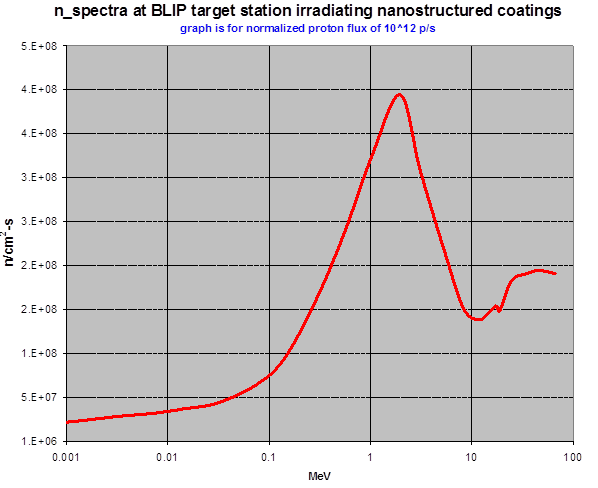 n_spectra at BLIP target station irradiating nanostructured coatings
graph is for normalized proton flux of 10^12 p/s
5.E+08
4.E+08
4.E+08
3.E+08
3.E+08
2.E+08
2.E+08
1.E+08
5.E+07
1.E+06
n/cm²-s
0.001 0.01 0.1 1 10 100
MeV